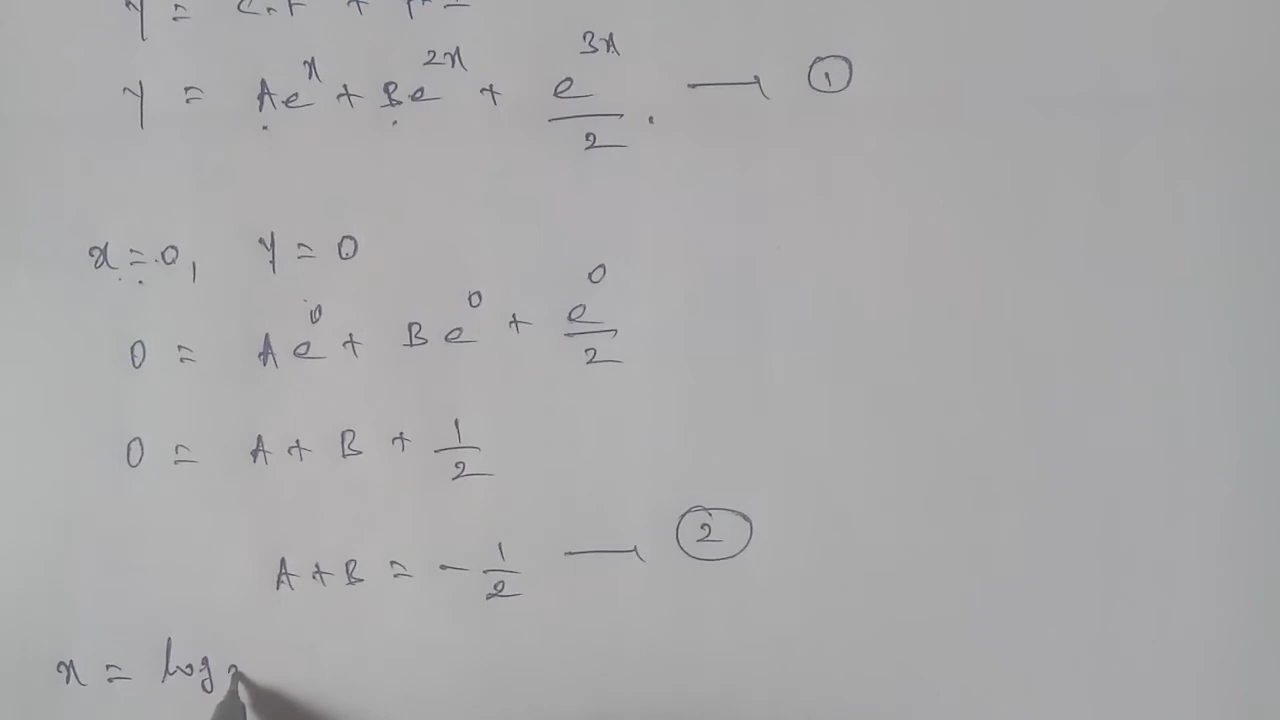 y =
y = Ae^x + Be^{2x} + e^{3x}/2 . — ①
x = 0, y = 0
0 = Ae^0 + Be^0 + e^0/2
0 = A + B + 1/2
A + B = - 1/2 — ②
x = log